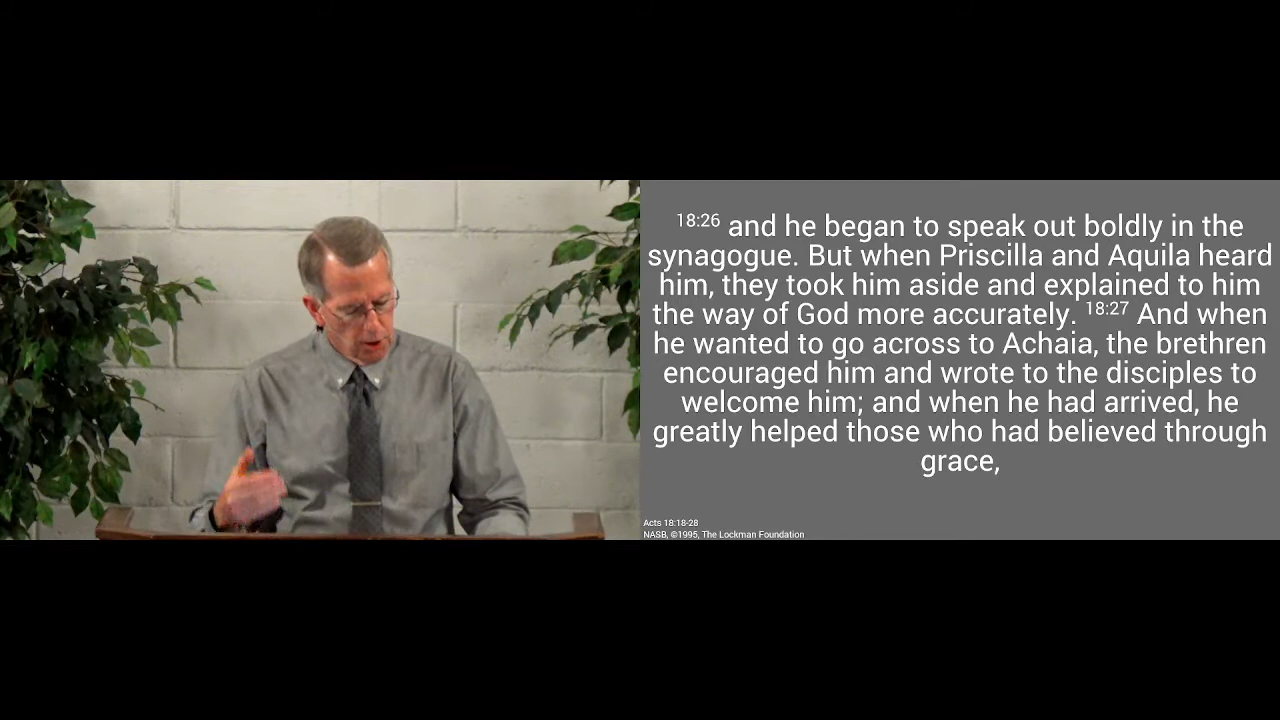 18:26 and he began to speak out boldly in the
synagogue. But when Priscilla and Aquila heard
him, they took him aside and explained to him
the way of God more accurately. 18:27 And when
he wanted to go across to Achaia, the brethren
encouraged him and wrote to the disciples to
welcome him; and when he had arrived, he
greatly helped those who had believed through
grace,
Acts 18:18-28
NASB, ©1995, The Lockman Foundation